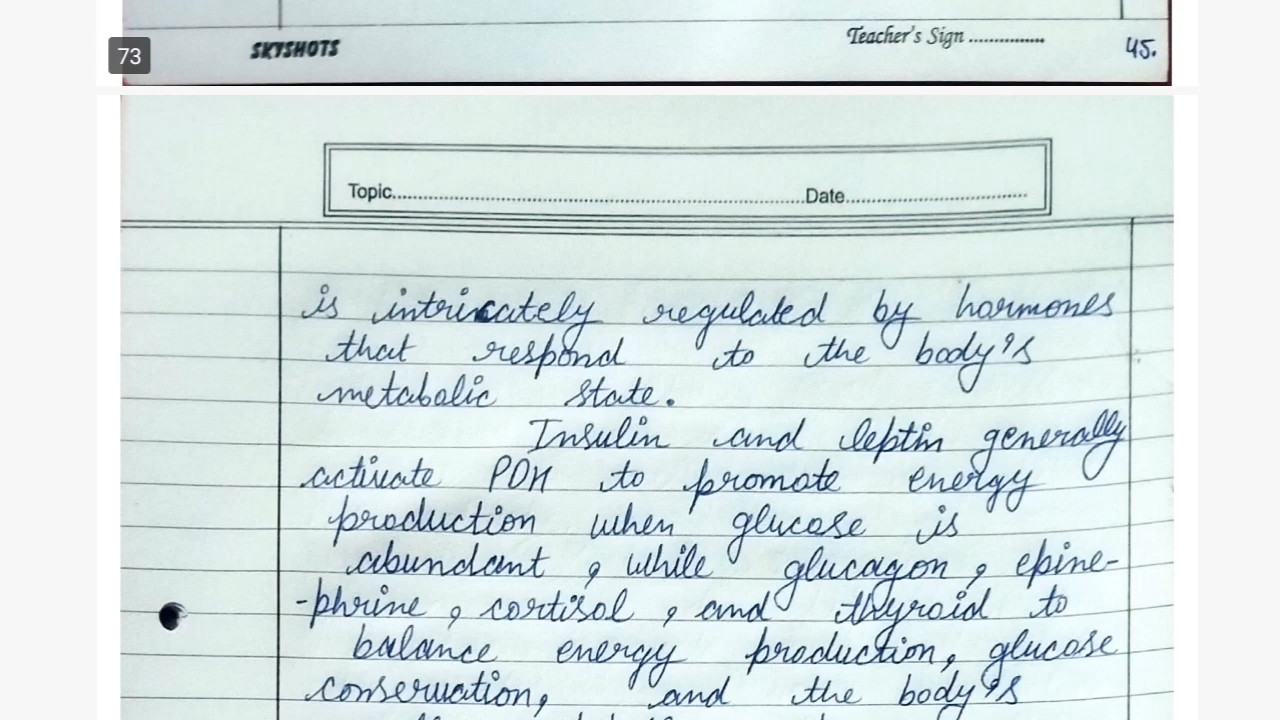 SKYSHOTS
Teacher's Sign ...............
45.
73
Topic............................................Date............................
is intricately regulated by hormones
that respond to the body's
metabolic state.
Insulin and leptin generally
activate PDH to promote energy
production when glucose is
abundant, while glucagon, epine-
-phrine, cortisol, and thyroid to
balance energy production, glucose
conservation, and the body's